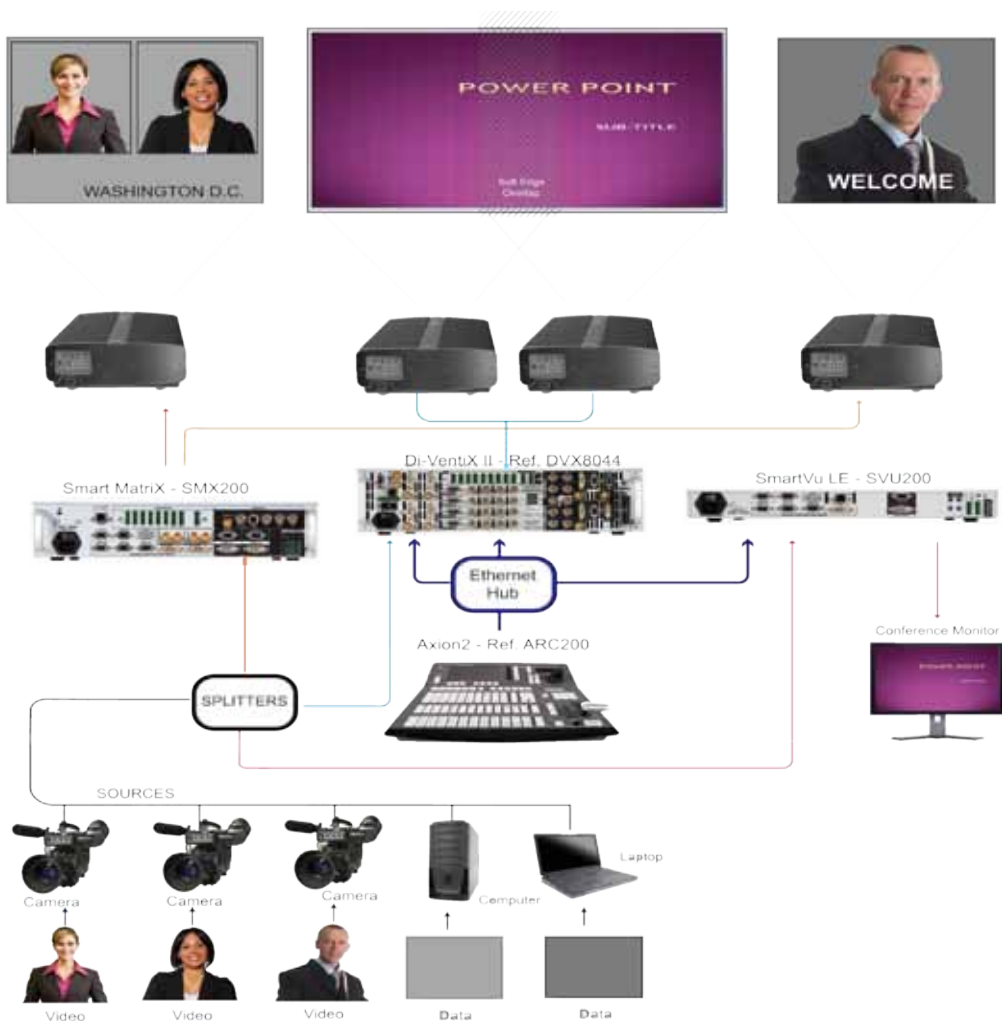 WASHINGTON D.C.
POWER POINT
SUB-TITLE
Soft Edge
Overlap
WELCOME
Di-VentiX II - Ref. DVX8044
Smart MatriX - SMX200
SmartVu LE - SVU200
Ethernet
Hub
Axion2 - Ref. ARC200
Conference Monitor
POWER POINT
SPLITTERS
SOURCES
Laptop
Camera
Camera
Camera
Computer
Video
Video
Video
Data
Data